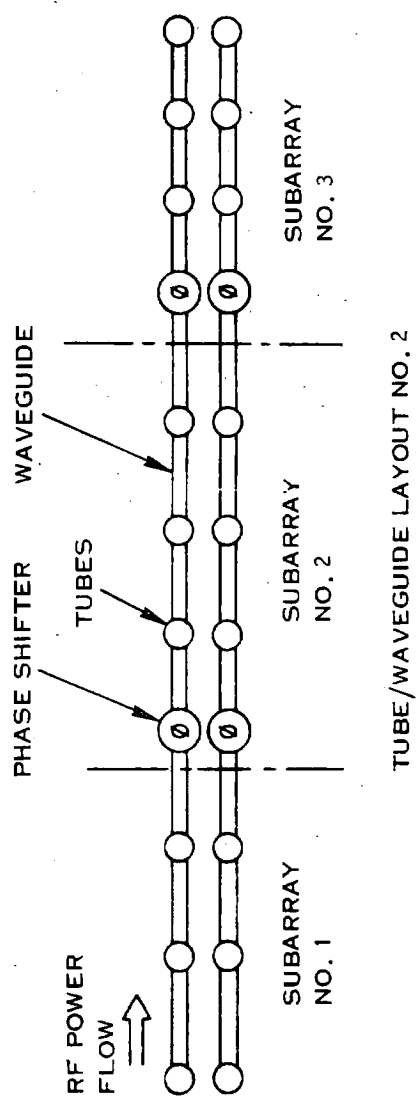 PHASE SHIFTER
WAVEGUIDE
TUBES
RF POWER
FLOW
Ø
Ø
Ø
Ø
SUBARRAY
NO. 1
SUBARRAY
NO. 2
SUBARRAY
NO. 3
TUBE/WAVEGUIDE LAYOUT NO. 2